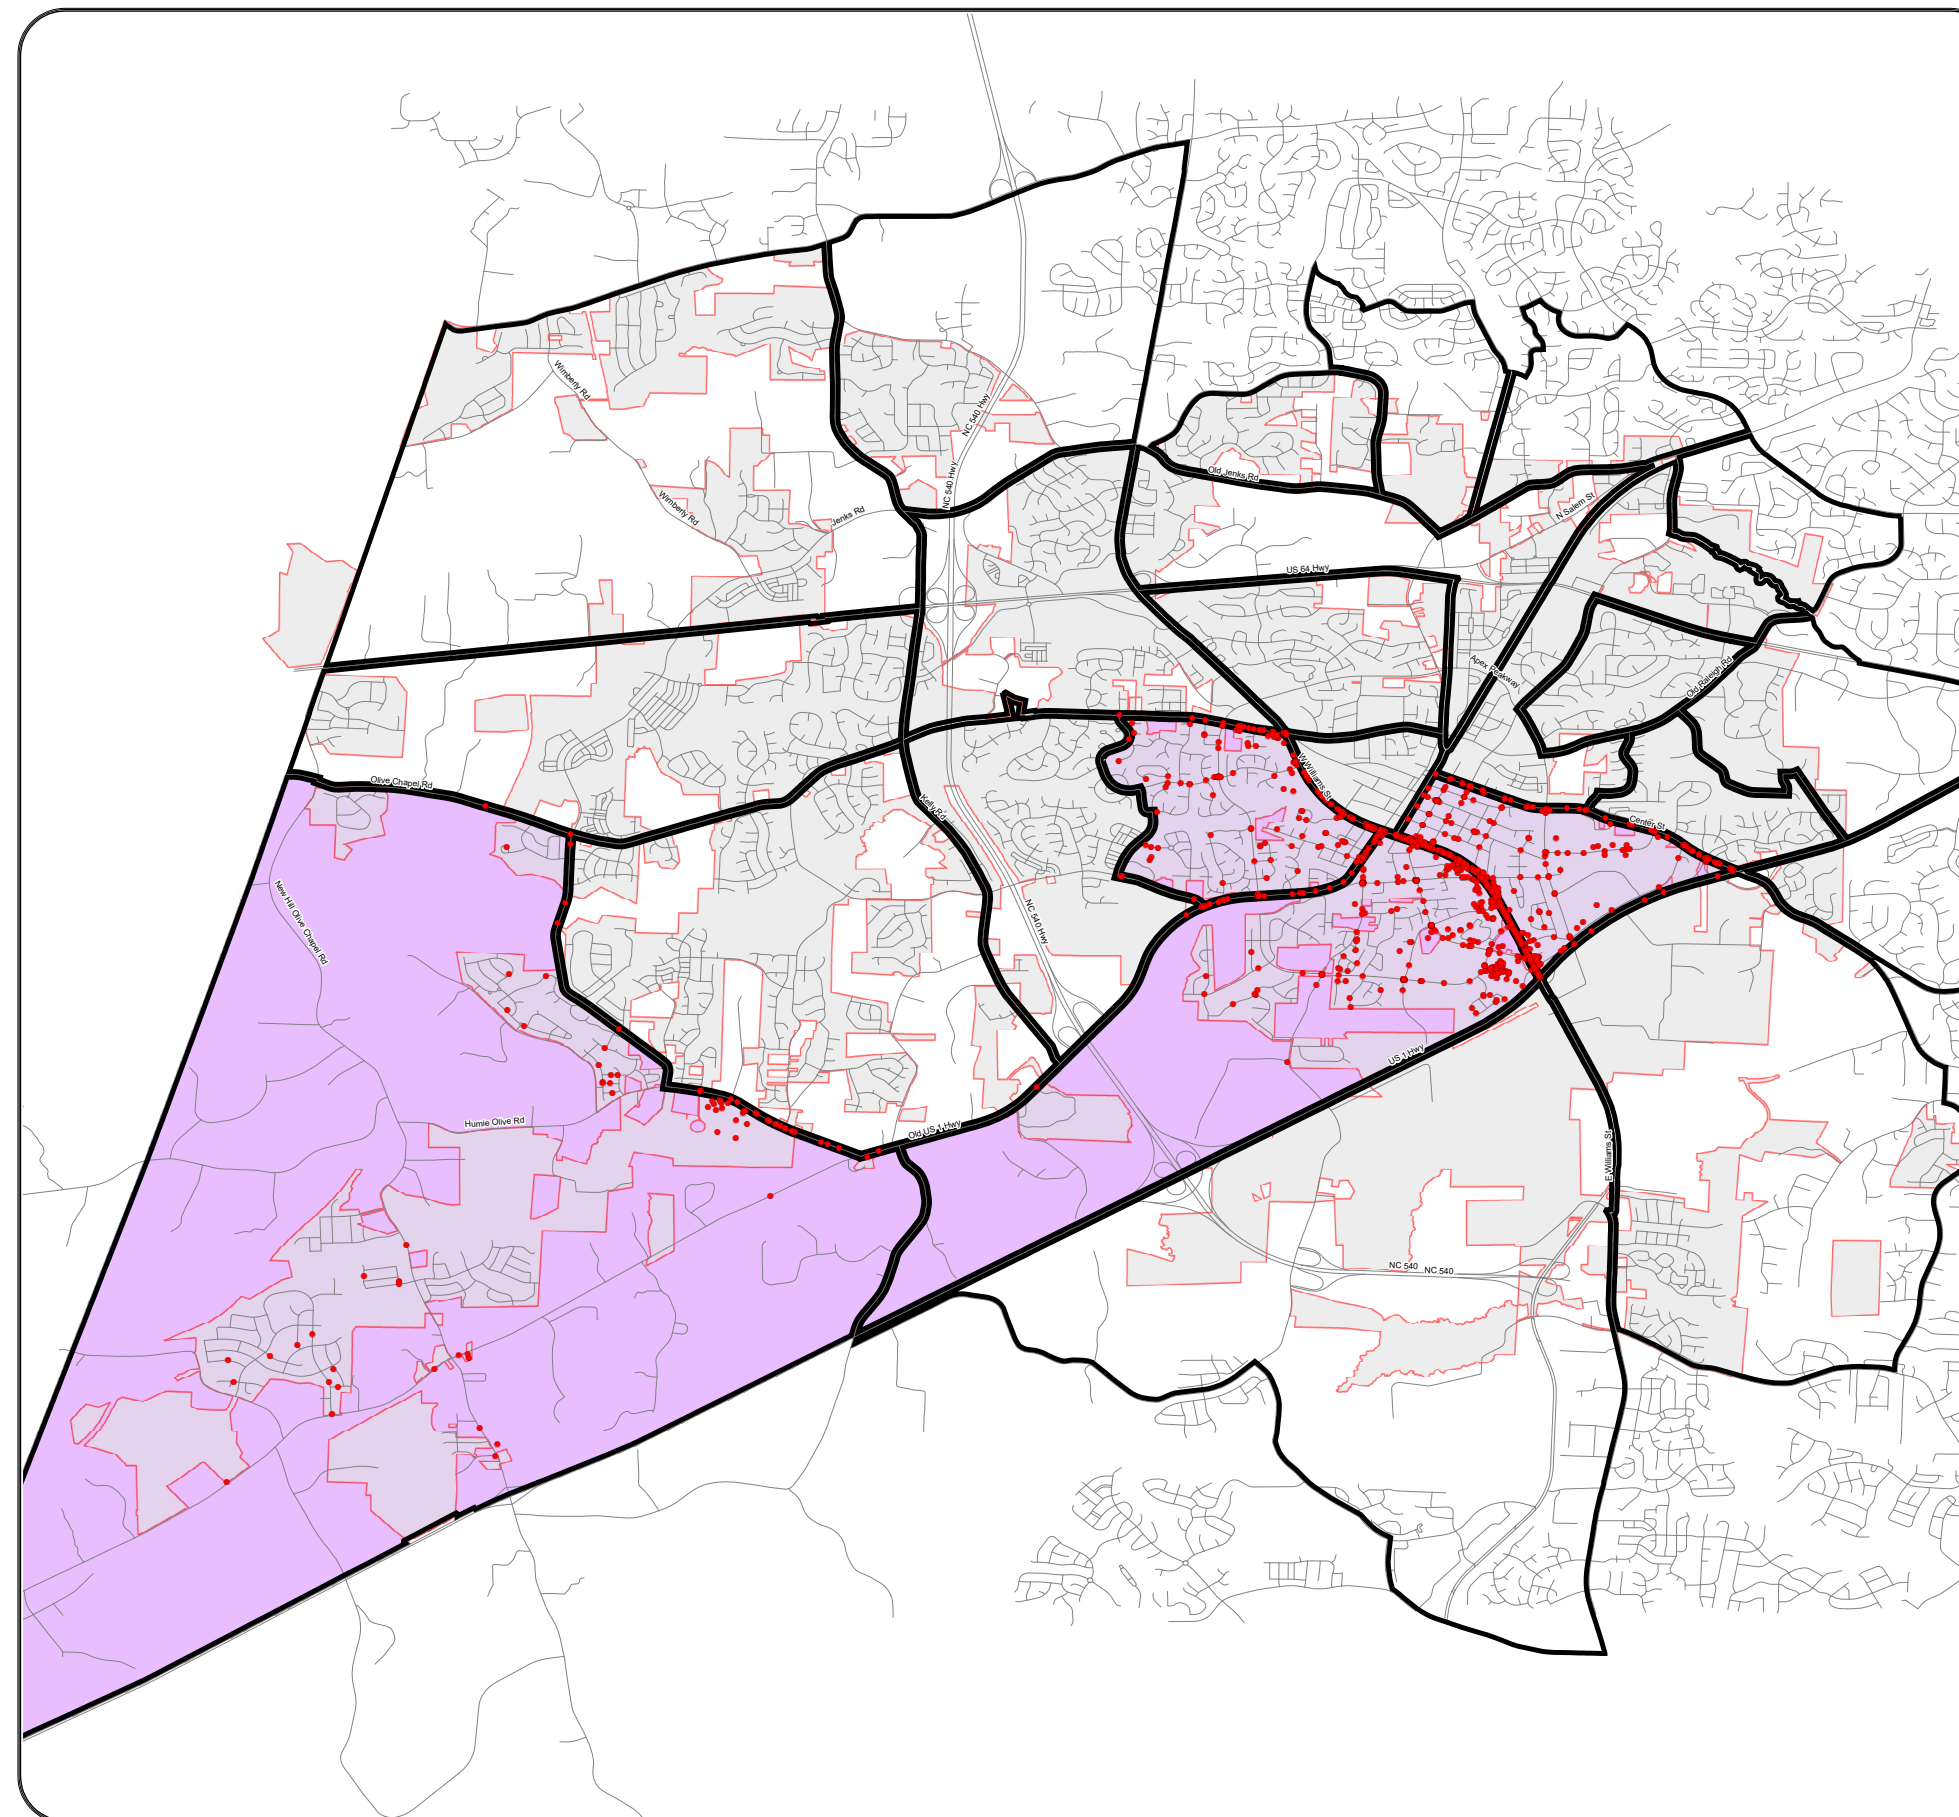 Wimberly Rd
NC 540 Hwy
Old Jenks Rd
NC 540 Hwy
Wimberly Rd
Jenks Rd
N Salem St
US 64 Hwy
Apex Peakway
Old Raleigh Rd
Olive Chapel Rd
W Williams St
Kelly Rd
Center St
New Hill Olive Chapel Rd
NC 540 Hwy
US 1 Hwy
Humie Olive Rd
Old US 1 Hwy
E Williams St
NC 540
NC 540